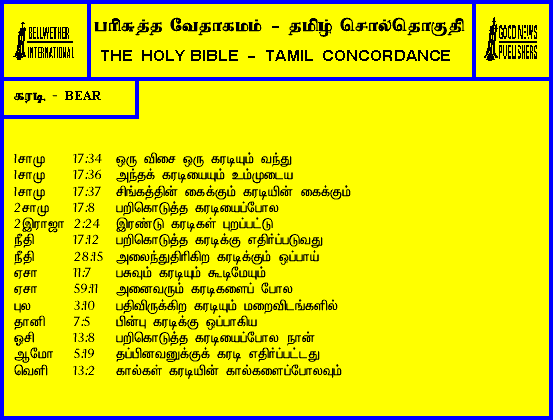 BELLWETHER
INTERNATIONAL
பரிசுத்த வேதாகமம் - தமிழ் சொல்தொகுதி
THE HOLY BIBLE - TAMIL CONCORDANCE
GOOD NEWS
PUBLISHERS
கரடி - BEAR
1சாமு 17:34 ஒரு விசை ஒரு கரடியும் வந்து
1சாமு 17:36 அந்தக் கரடியையும் உம்முடைய
1சாமு 17:37 சிங்கத்தின் கைக்கும் கரடியின் கைக்கும்
2சாமு 17:8 பறிகொடுத்த கரடியைப்போல
2இராஜா 2:24 இரண்டு கரடிகள் புறப்பட்டு
நீதி 17:12 பறிகொடுத்த கரடிக்கு எதிர்ப்படுவது
நீதி 28:15 அலைந்துதிரிகிற கரடிக்கும் ஒப்பாய்
ஏசா 11:7 பசுவும் கரடியும் கூடிமேயும்
ஏசா 59:11 அனைவரும் கரடிகளைப் போல
புல 3:10 பதிவிருக்கிற கரடியும் மறைவிடங்களில்
தானி 7:5 பின்பு கரடிக்கு ஒப்பாகிய
ஓசி 13:8 பறிகொடுத்த கரடியைப்போல நான்
ஆமோ 5:19 தப்பினவனுக்குக் கரடி எதிர்ப்பட்டது
வெளி 13:2 கால்கள் கரடியின் கால்களைப்போலவும்